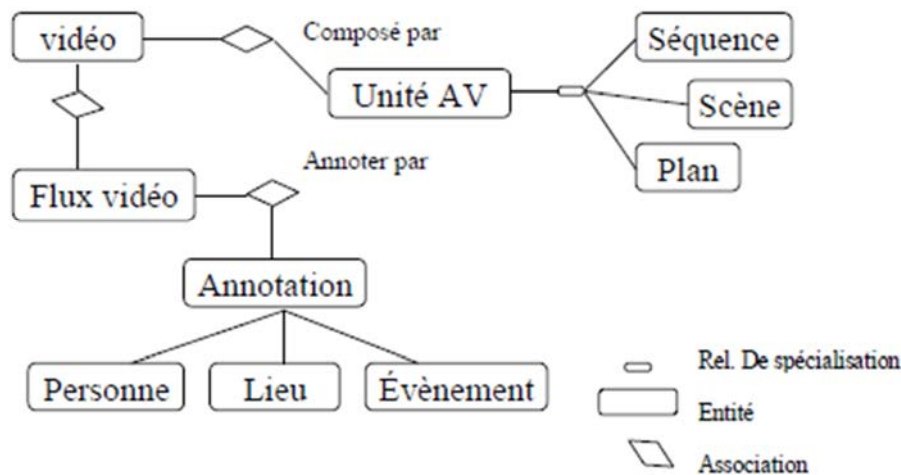 vidéo
Composé par
Séquence
Unité AV
Scène
Annoter par
Plan
Flux vidéo
Annotation
Personne
Lieu
Évènement
Rel. De spécialisation
Entité
Association